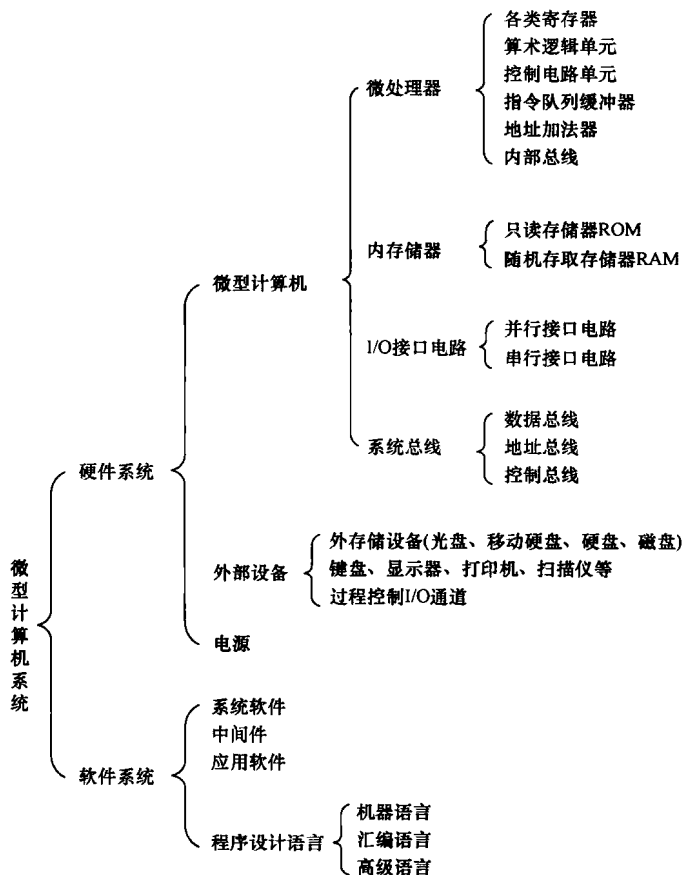 微型计算机系统
硬件系统
微型计算机
微处理器
各类寄存器
算术逻辑单元
控制电路单元
指令队列缓冲器
地址加法器
内部总线
内存储器
只读存储器ROM
随机存取存储器RAM
I/O接口电路
并行接口电路
串行接口电路
系统总线
数据总线
地址总线
控制总线
外部设备
外存储设备(光盘、移动硬盘、硬盘、磁盘)
键盘、显示器、打印机、扫描仪等
过程控制I/O通道
电源
软件系统
系统软件
中间件
应用软件
程序设计语言
机器语言
汇编语言
高级语言